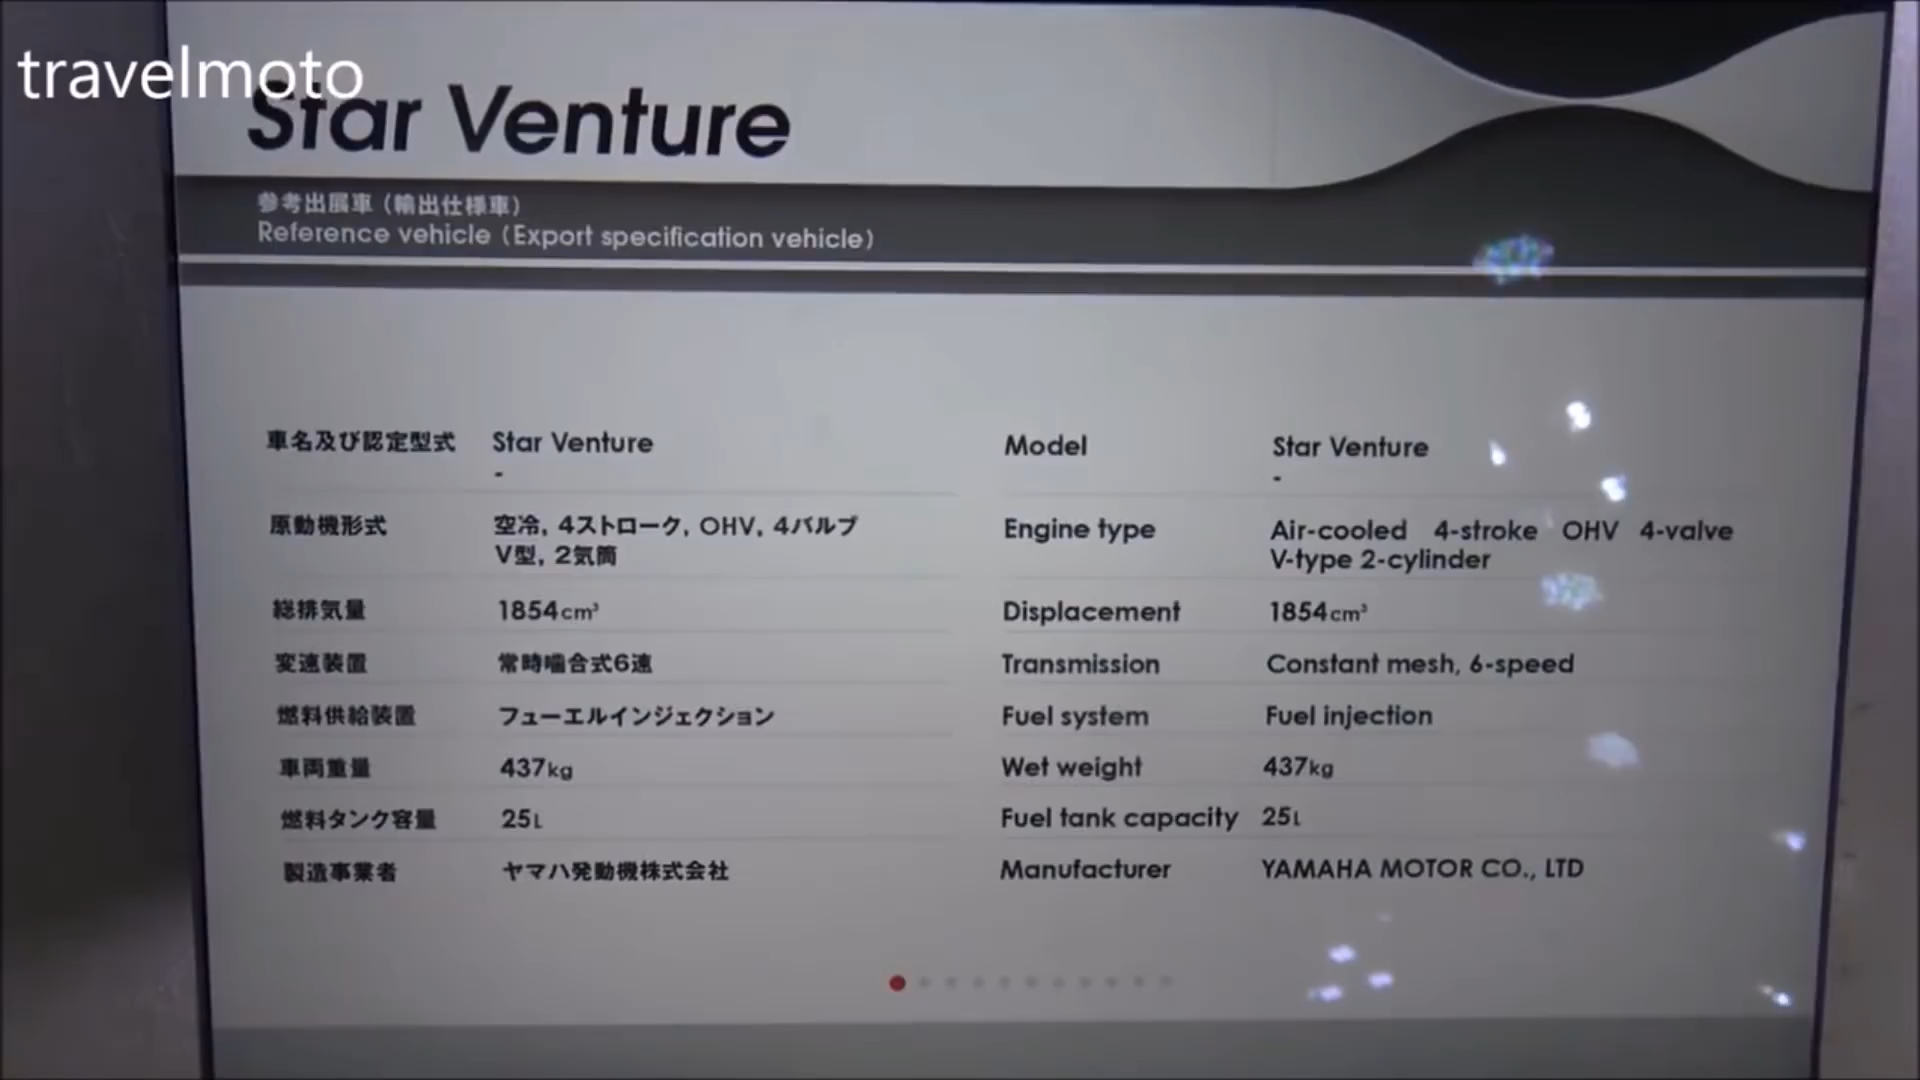 travelmoto
Star Venture
参考出展車（輸出仕様車）
Reference vehicle (Export specification vehicle)
車名及び認定型式 Star Venture
-
原動機形式 空冷, 4ストローク, OHV, 4バルブ
V型, 2気筒
総排気量 1854cm³
変速装置 常時噛合式6速
燃料供給装置 フューエルインジェクション
車両重量 437kg
燃料タンク容量 25L
製造事業者 ヤマハ発動機株式会社
Model Star Venture
-
Engine type Air-cooled 4-stroke OHV 4-valve
V-type 2-cylinder
Displacement 1854cm³
Transmission Constant mesh, 6-speed
Fuel system Fuel injection
Wet weight 437kg
Fuel tank capacity 25L
Manufacturer YAMAHA MOTOR CO., LTD